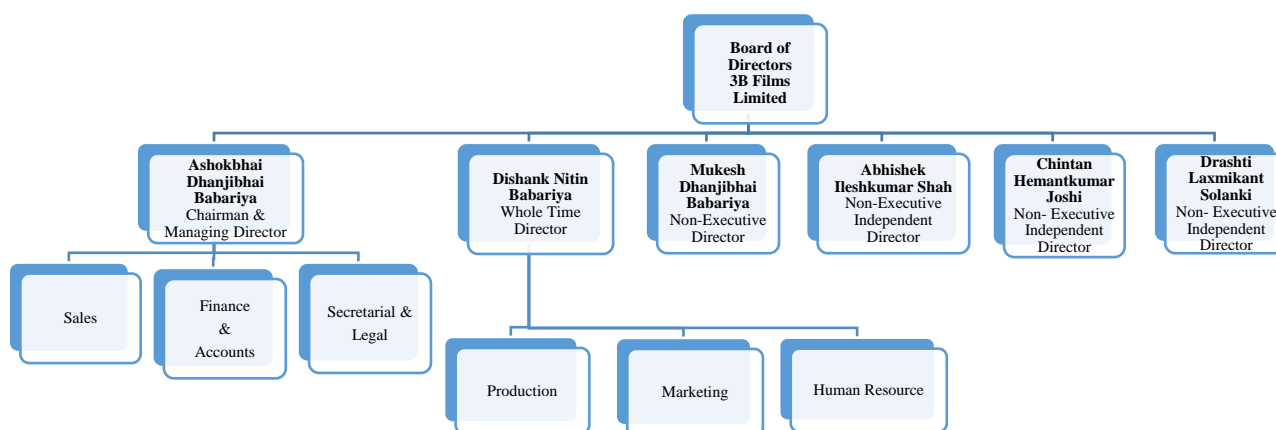 Board of
Directors
3B Films
Limited
Ashokbhai
Dhanjibhai
Babariya
Chairman &
Managing Director
Dishank Nitin
Babariya
Whole Time
Director
Mukesh
Dhanjibhai
Babariya
Non-Executive
Director
Abhishek
Ileshkumar Shah
Non-Executive
Independent
Director
Chintan
Hemantkumar
Joshi
Non- Executive
Independent
Director
Drashti
Laxmikant
Solanki
Non- Executive
Independent
Director
Sales
Finance
&
Accounts
Secretarial &
Legal
Production
Marketing
Human Resource